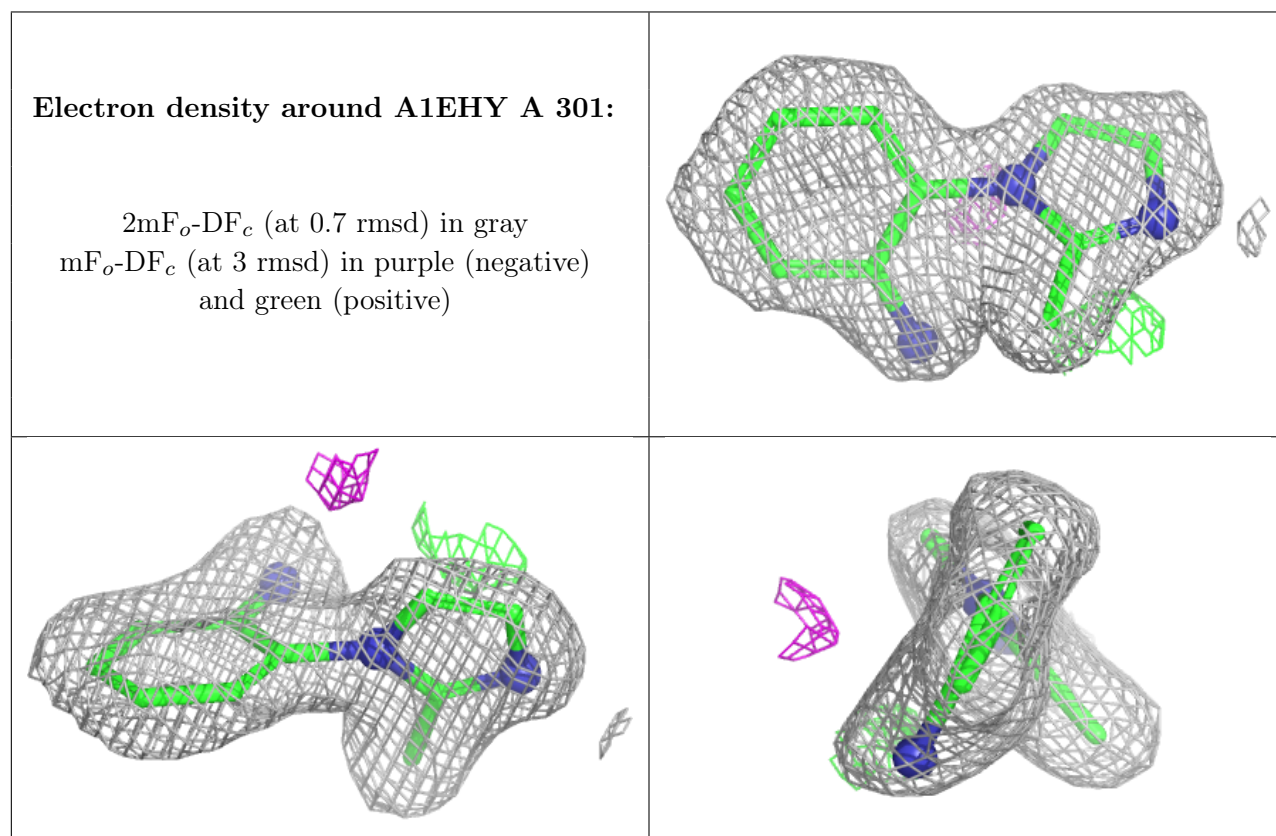 Electron density around A1EHY A 301:
2mFₒ-DF𝑐 (at 0.7 rmsd) in gray
mFₒ-DF𝑐 (at 3 rmsd) in purple (negative)
and green (positive)